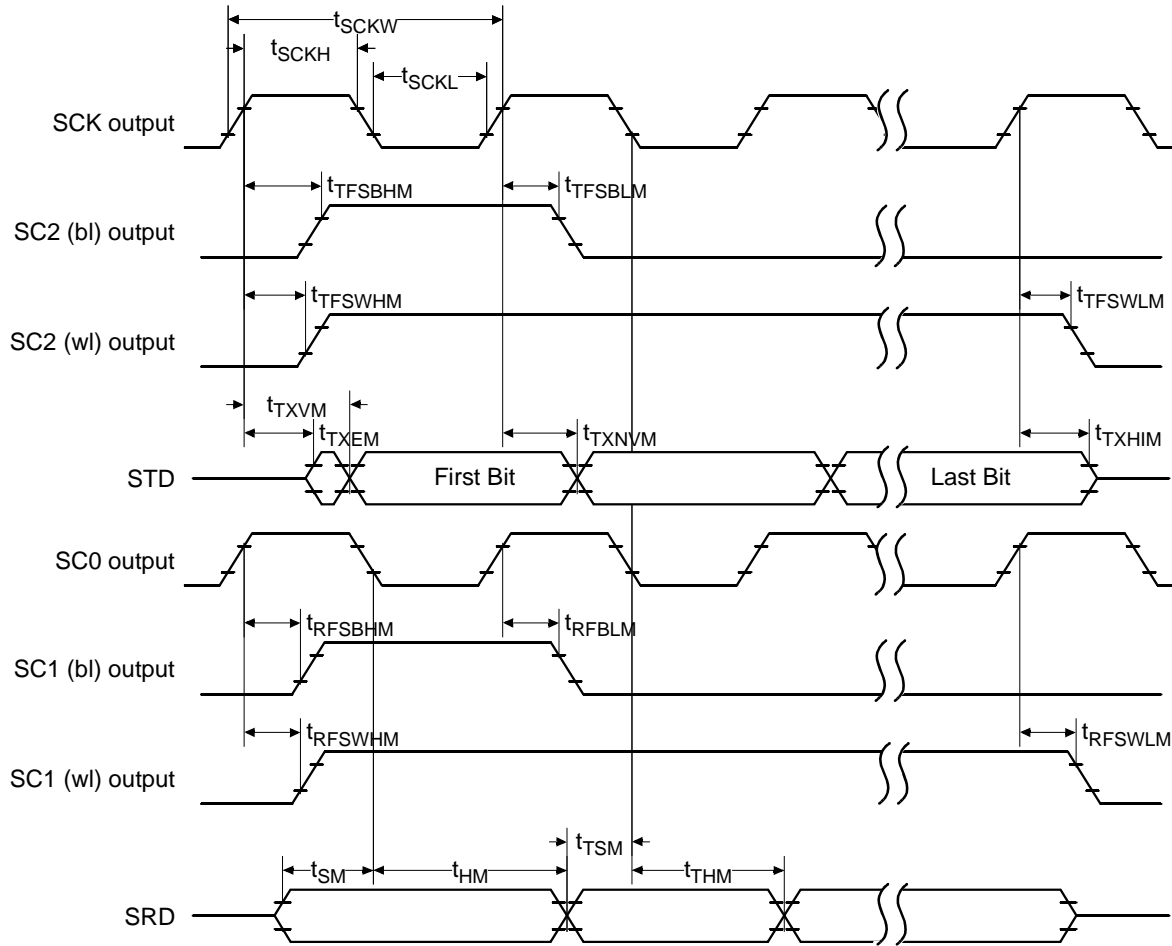 tSCKW
tSCKH
tSCKL
SCK output
tTFSBHM
tTFSBLM
SC2 (bl) output
tTFSWHM
tTFSWLM
SC2 (wl) output
tTXVM
tTXEM
tTXNVM
tTXHIM
STD
First Bit
Last Bit
SC0 output
tRFSBHM
tRFBLM
SC1 (bl) output
tRFSWHM
tRFSWLM
SC1 (wl) output
tTSM
tSM
tHM
tTHM
SRD